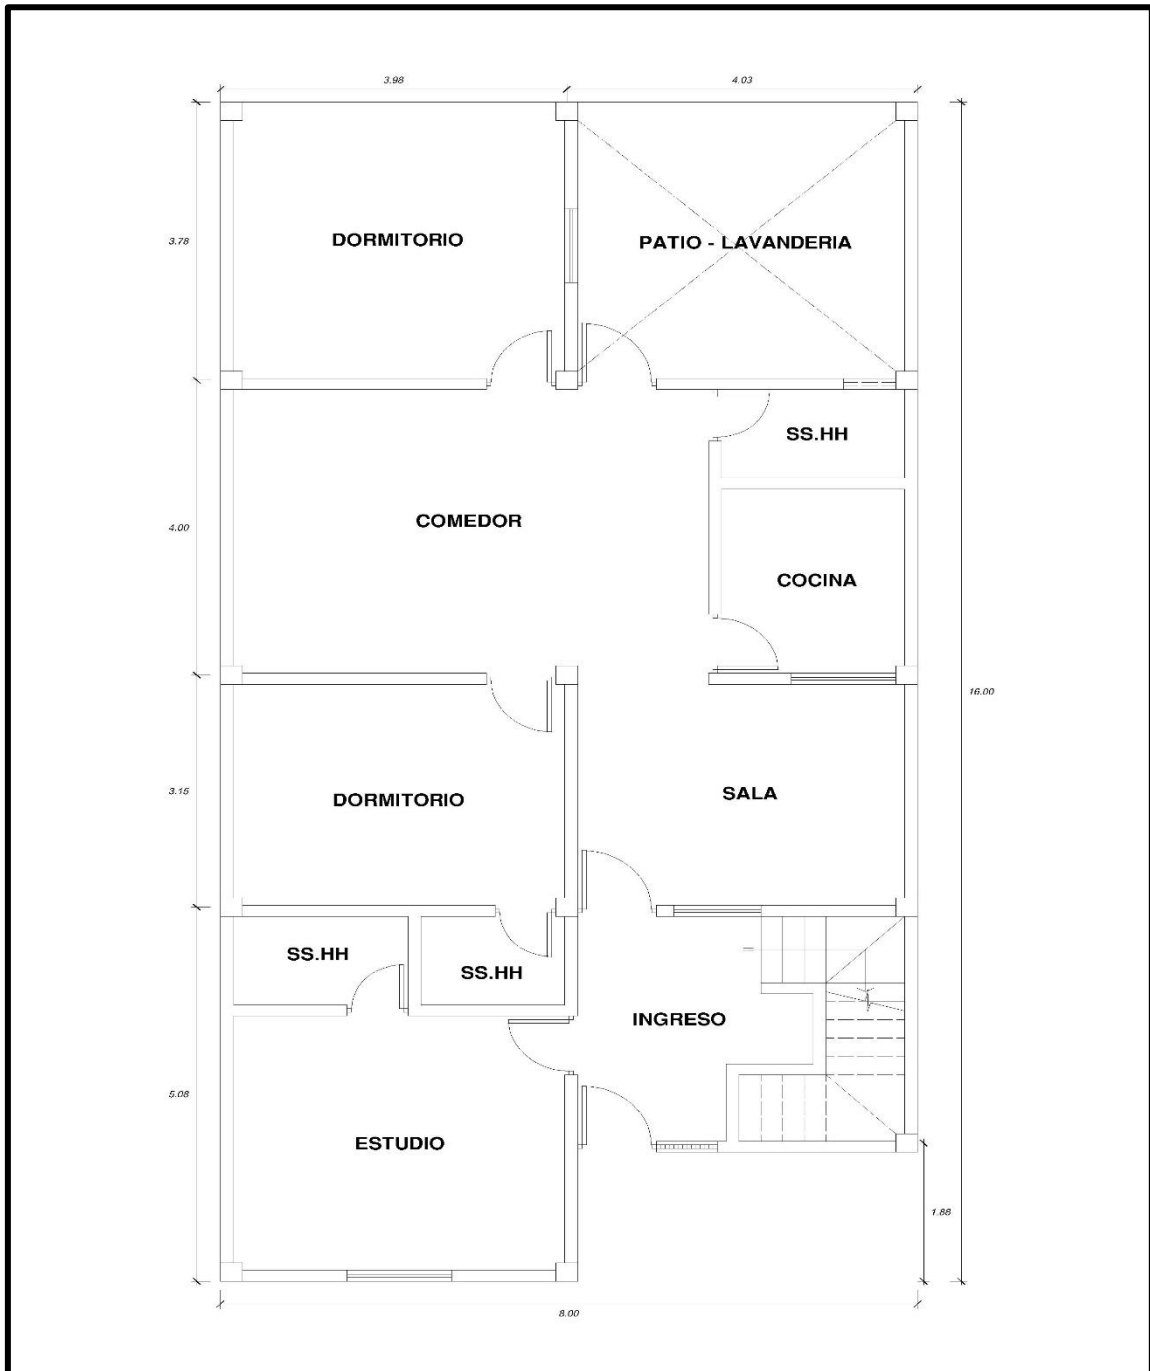 3.98
4.03
3.78
DORMITORIO
PATIO - LAVANDERIA
SS.HH
4.00
COMEDOR
COCINA
16.00
3.15
DORMITORIO
SALA
SS.HH
SS.HH
INGRESO
5.08
ESTUDIO
1.88
8.00